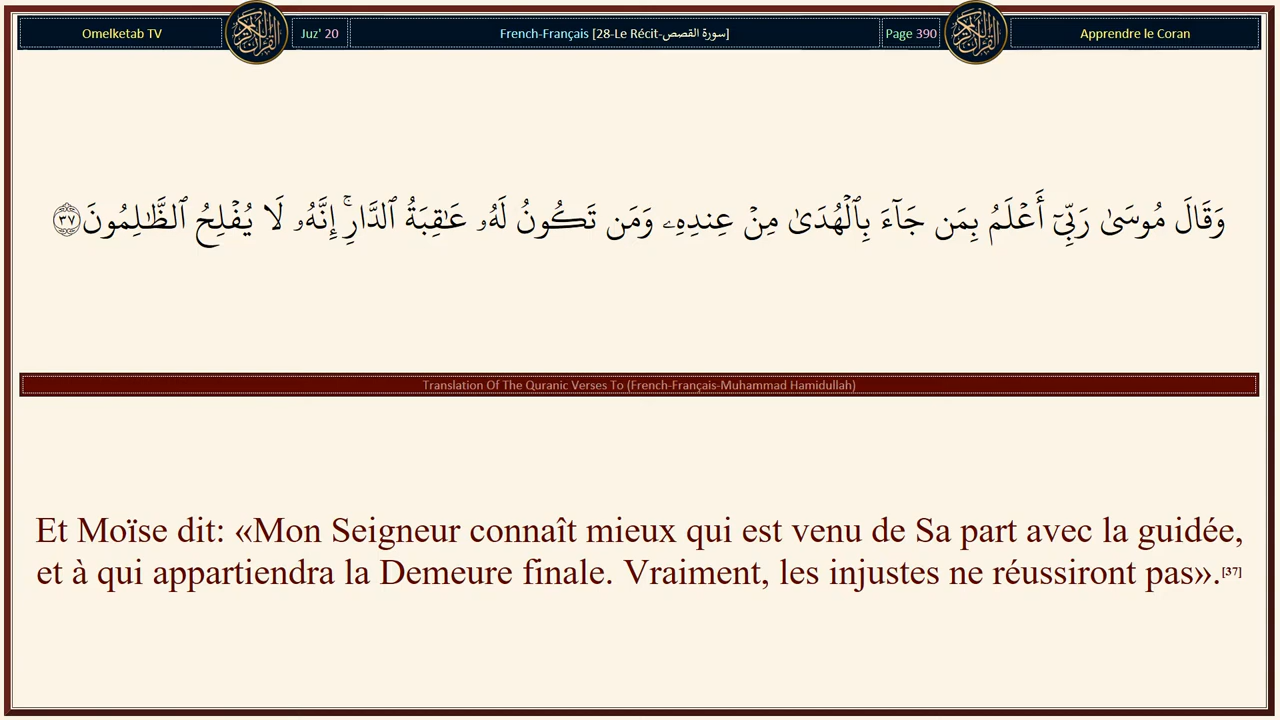 Omelketab TV
Juz' 20
French-Français [28-Le Récit-سورة القصص]
Page 390
Apprendre le Coran
وَقَالَ مُوسَىٰ رَبِّىٓ أَعْلَمُ بِمَن جَآءَ بِٱلْهُدَىٰ مِنْ عِندِهِۦ وَمَن تَكُونُ لَهُۥ عَـٰقِبَةُ ٱلدَّارِ ۚ إِنَّهُۥ لَا يُفْلِحُ ٱلظَّـٰلِمُونَ ٣٧
Translation Of The Quranic Verses To (French-Français-Muhammad Hamidullah)
Et Moïse dit: «Mon Seigneur connaît mieux qui est venu de Sa part avec la guidée,
et à qui appartiendra la Demeure finale. Vraiment, les injustes ne réussiront pas».[37]